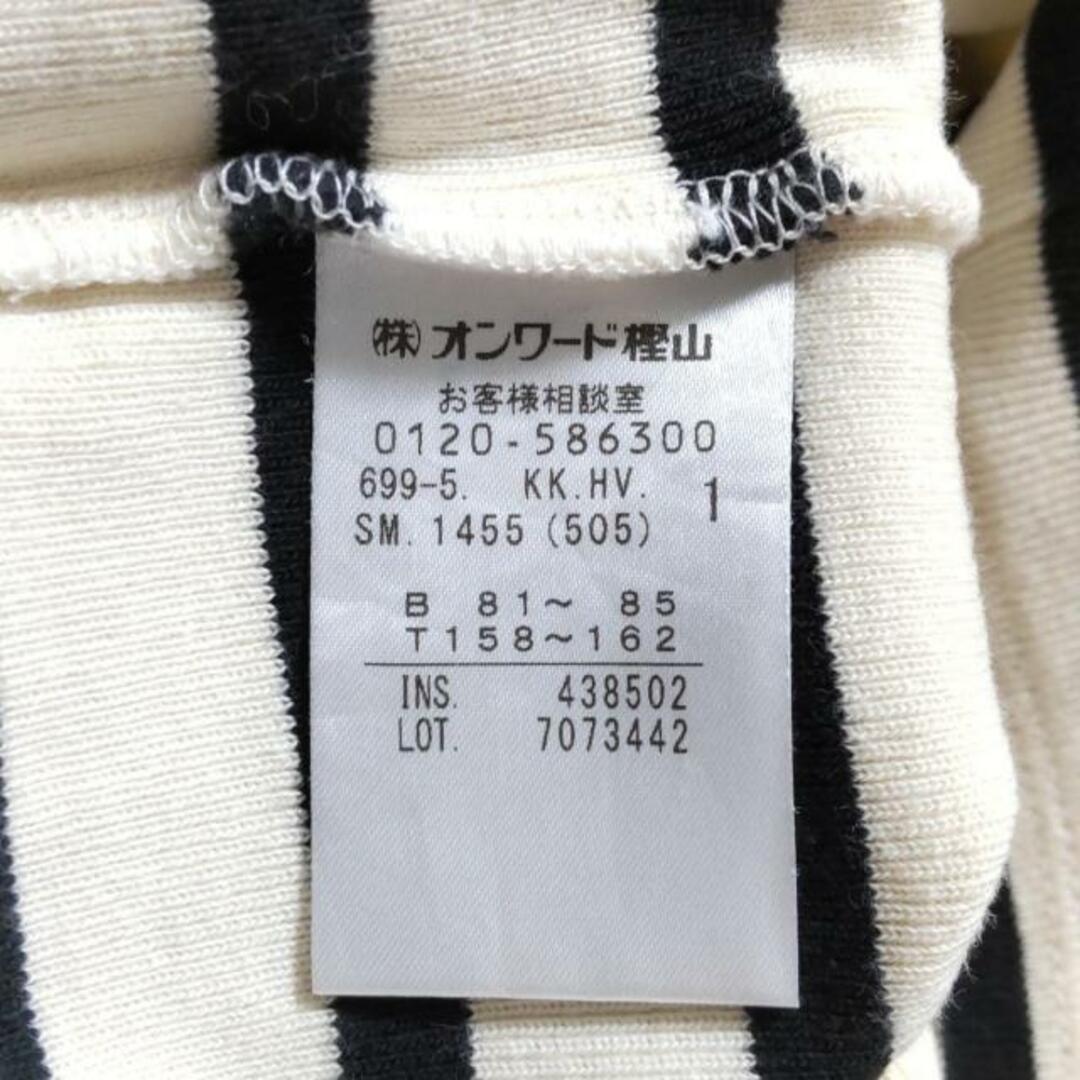 ㈱オンワード樫山
お客様相談室
0120-586300
699-5. KK.HV. 1
SM. 1455 (505)
B 81～ 85
T 158～162
INS. 438502
LOT. 7073442